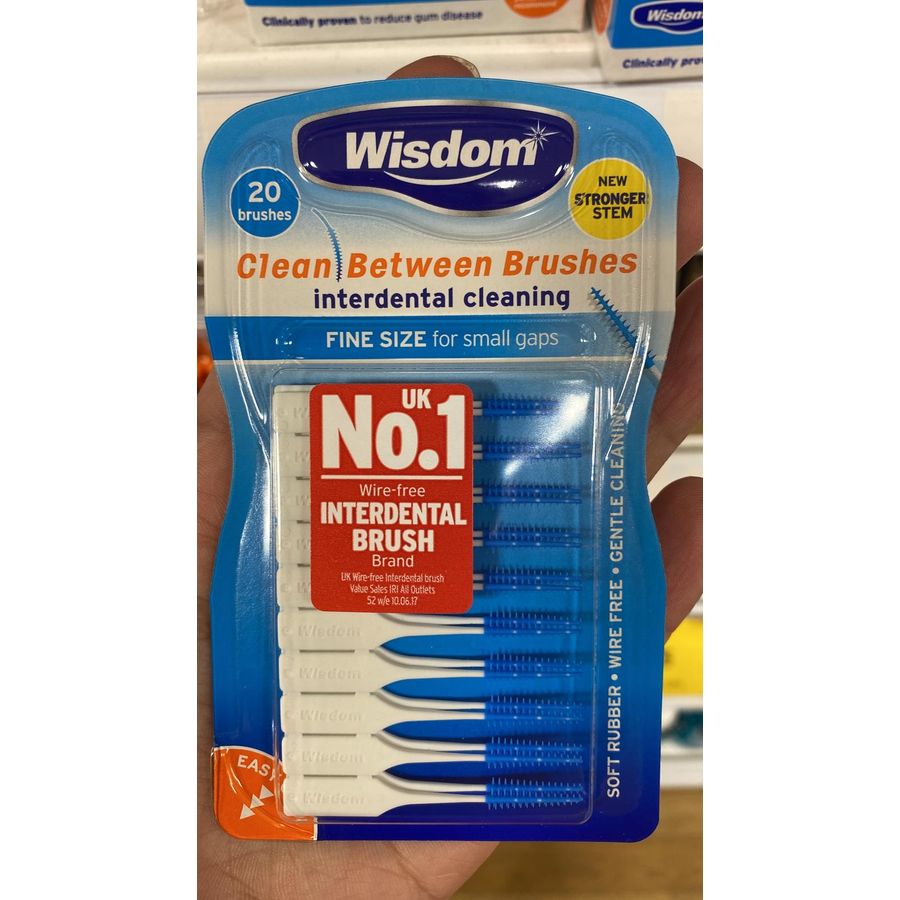 Clinically proven to reduce gum disease
recommend
Wisdom
Clinically pro
Wisdom
20
brushes
NEW
STRONGER
STEM
Clean Between Brushes
interdental cleaning
FINE SIZE for small gaps
UK
No.1
Wire-free
INTERDENTAL
BRUSH
Brand
UK Wire-free Interdental brush
Value Sales IRI All Outlets
52 w/e 10.06.17
SOFT RUBBER • WIRE FREE • GENTLE CLEANING
Wisdom
Wisdom
Wisdom
Wisdom
Wisdom
EASY